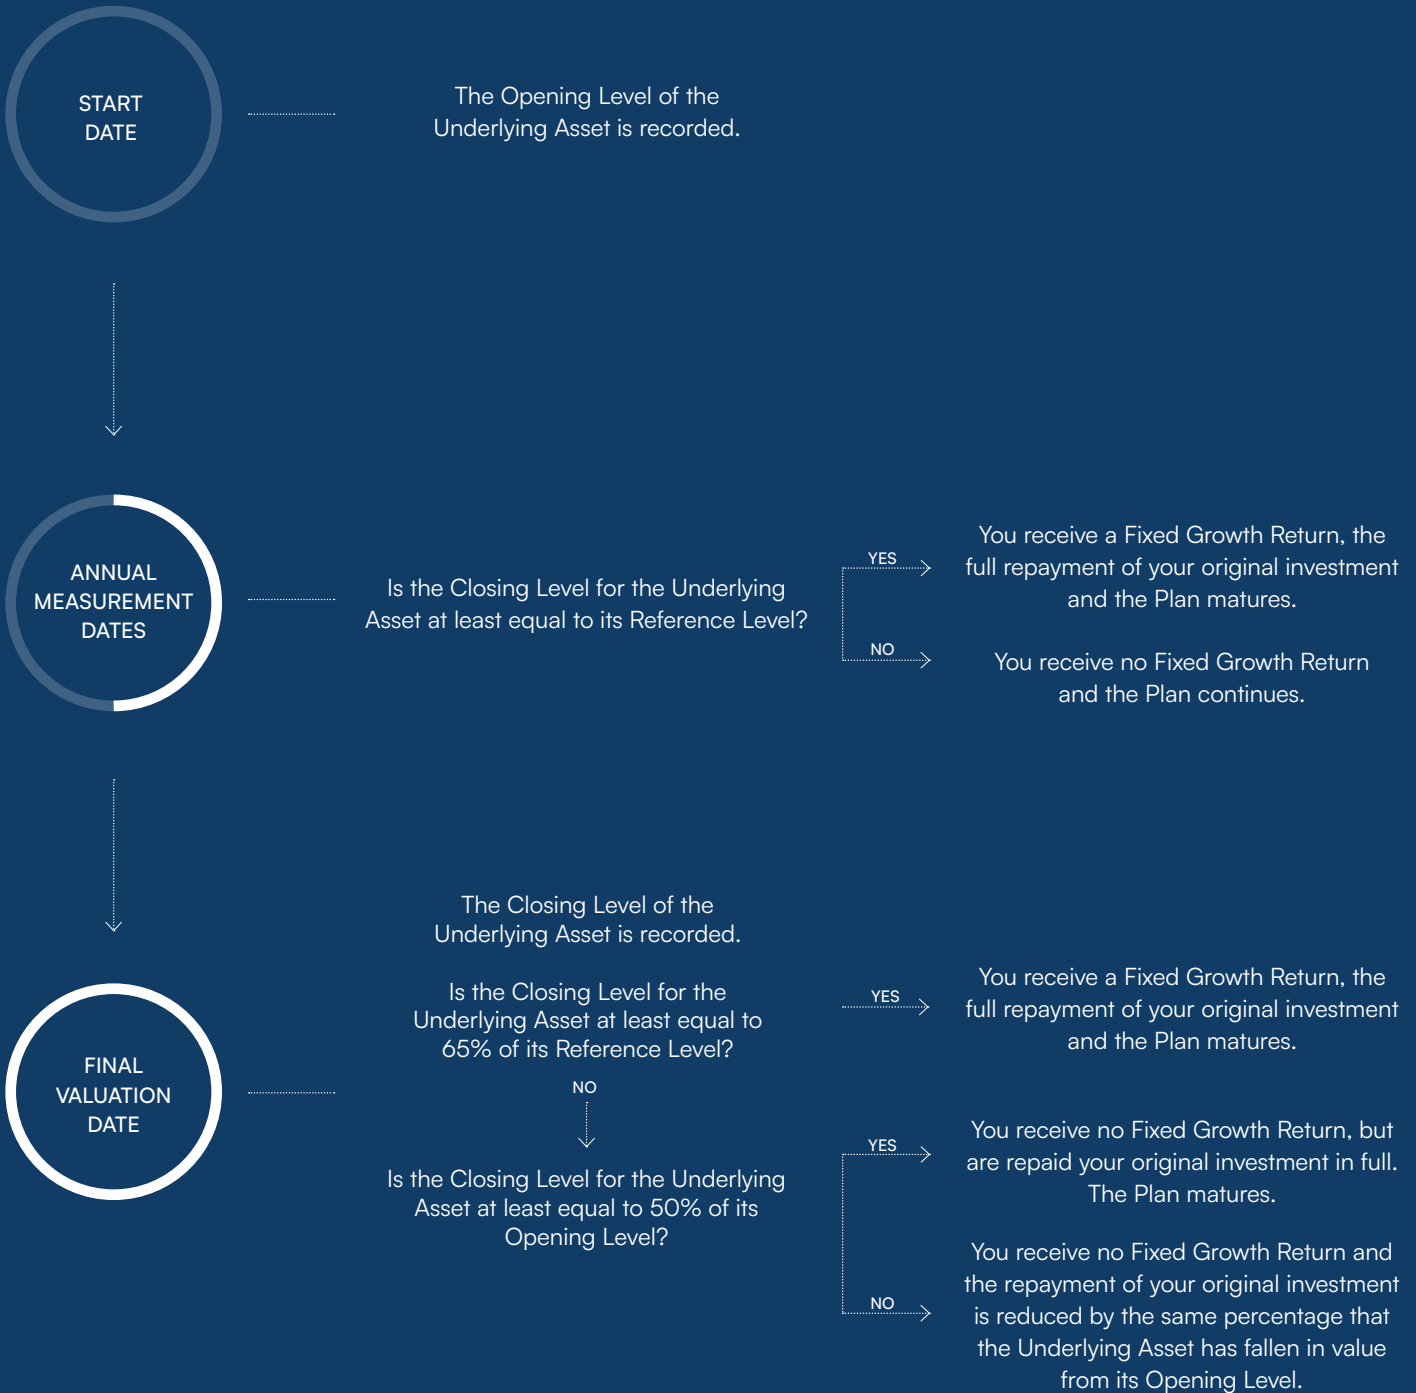 START
DATE
The Opening Level of the
Underlying Asset is recorded.
ANNUAL
MEASUREMENT
DATES
Is the Closing Level for the Underlying
Asset at least equal to its Reference Level?
YES
You receive a Fixed Growth Return, the
full repayment of your original investment
and the Plan matures.
NO
You receive no Fixed Growth Return
and the Plan continues.
FINAL
VALUATION
DATE
The Closing Level of the
Underlying Asset is recorded.
Is the Closing Level for the
Underlying Asset at least equal to
65% of its Reference Level?
YES
You receive a Fixed Growth Return, the
full repayment of your original investment
and the Plan matures.
NO
Is the Closing Level for the Underlying
Asset at least equal to 50% of its
Opening Level?
YES
You receive no Fixed Growth Return, but
are repaid your original investment in full.
The Plan matures.
NO
You receive no Fixed Growth Return and
the repayment of your original investment
is reduced by the same percentage that
the Underlying Asset has fallen in value
from its Opening Level.